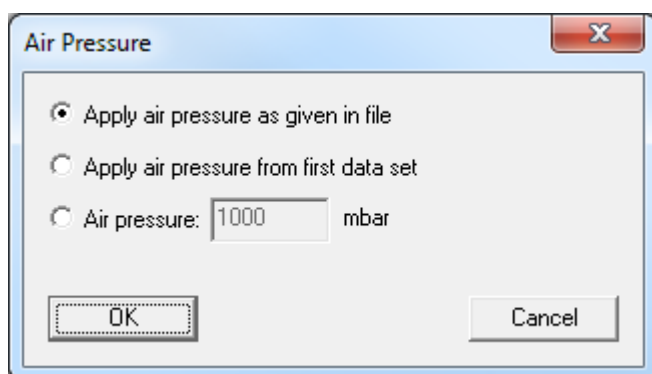 Air Pressure
Apply air pressure as given in file
Apply air pressure from first data set
Air pressure: 1000 mbar
OK Cancel